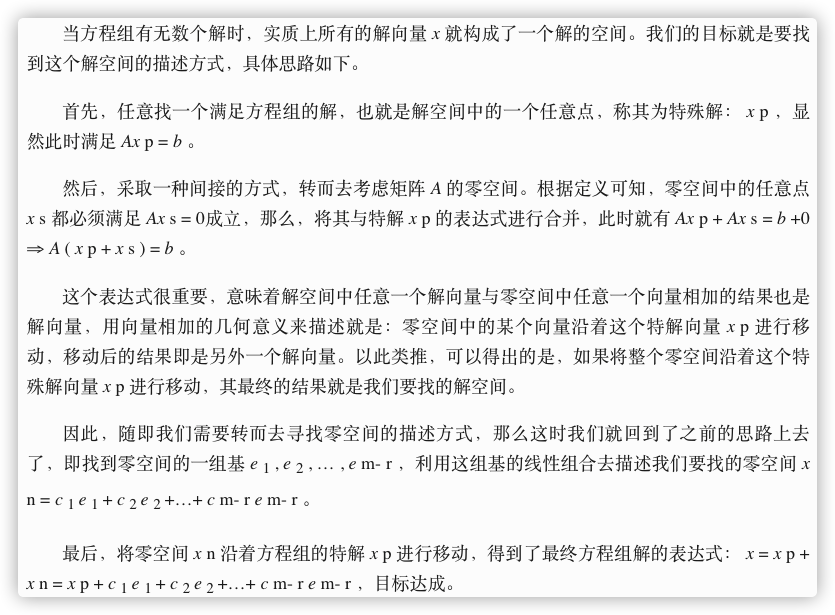 当方程组有无数个解时，实质上所有的解向量 x 就构成了一个解的空间。我们的目标就是要找
到这个解空间的描述方式，具体思路如下。
首先，任意找一个满足方程组的解，也就是解空间中的一个任意点，称其为特殊解： x p ，显
然此时满足 Ax p = b 。
然后，采取一种间接的方式，转而去考虑矩阵 A 的零空间。根据定义可知，零空间中的任意点
x s 都必须满足 Ax s = 0成立，那么，将其与特解 x p 的表达式进行合并，此时就有 Ax p + Ax s = b +0
⇒ A ( x p + x s ) = b 。
这个表达式很重要，意味着解空间中任意一个解向量与零空间中任意一个向量相加的结果也是
解向量，用向量相加的几何意义来描述就是：零空间中的某个向量沿着这个特解向量 x p 进行移
动，移动后的结果即是另外一个解向量。以此类推，可以得出的是，如果将整个零空间沿着这个特
殊解向量 x p 进行移动，其最终的结果就是我们要找的解空间。
因此，随即我们需要转而去寻找零空间的描述方式，那么这时我们就回到了之前的思路上去
了，即找到零空间的一组基 e 1 , e 2 , … , e m- r ，利用这组基的线性组合去描述我们要找的零空间 x
n = c 1 e 1 + c 2 e 2 +…+ c m- r e m- r 。
最后，将零空间 x n 沿着方程组的特解 x p 进行移动，得到了最终方程组解的表达式： x = x p +
x n = x p + c 1 e 1 + c 2 e 2 +…+ c m- r e m- r ，目标达成。